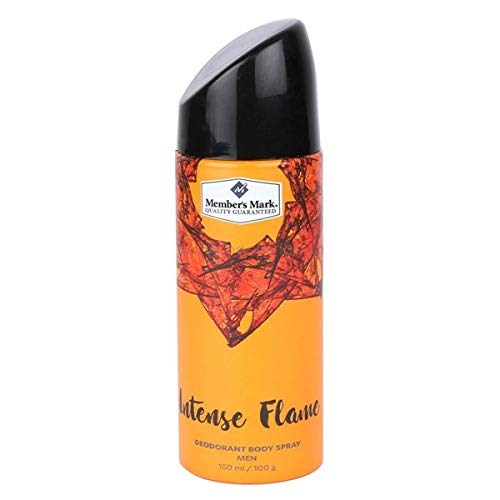 Member's Mark®
QUALITY GUARANTEED
Intense Flame
DEODORANT BODY SPRAY
MEN
150 ml / 100 g